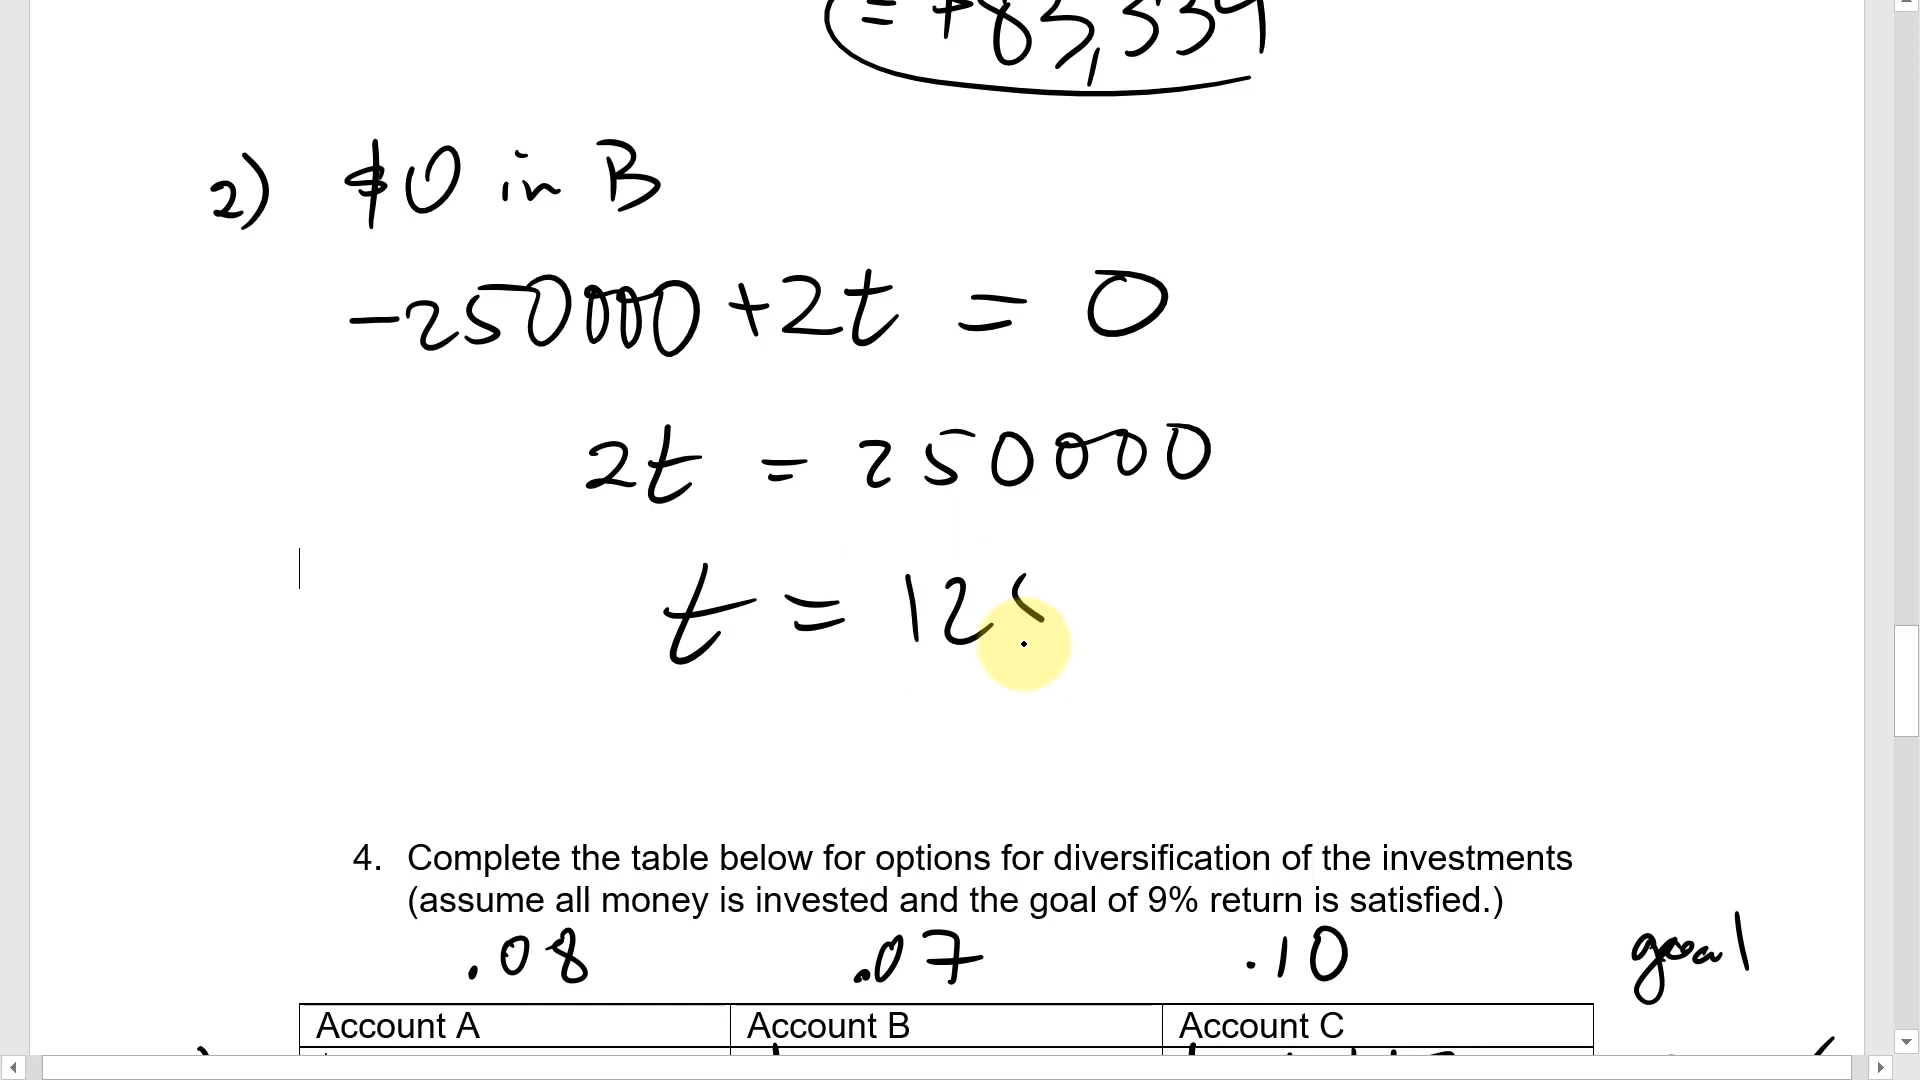 = $83,334
2) $0 in B
-250000 + 2t = 0
2t = 250000
t = 12
4. Complete the table below for options for diversification of the investments
(assume all money is invested and the goal of 9% return is satisfied.)
.08 .07 .10 goal
Account A Account B Account C